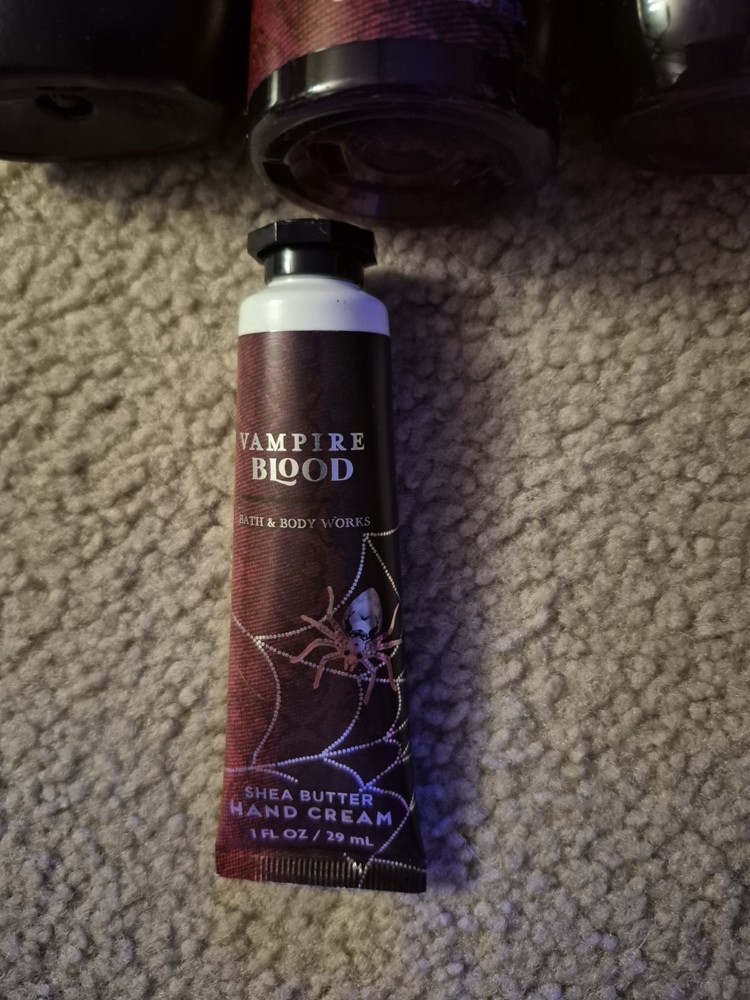 VAMPIRE
BLOOD
BATH & BODY WORKS
SHEA BUTTER
HAND CREAM
1 FL OZ / 29 mL